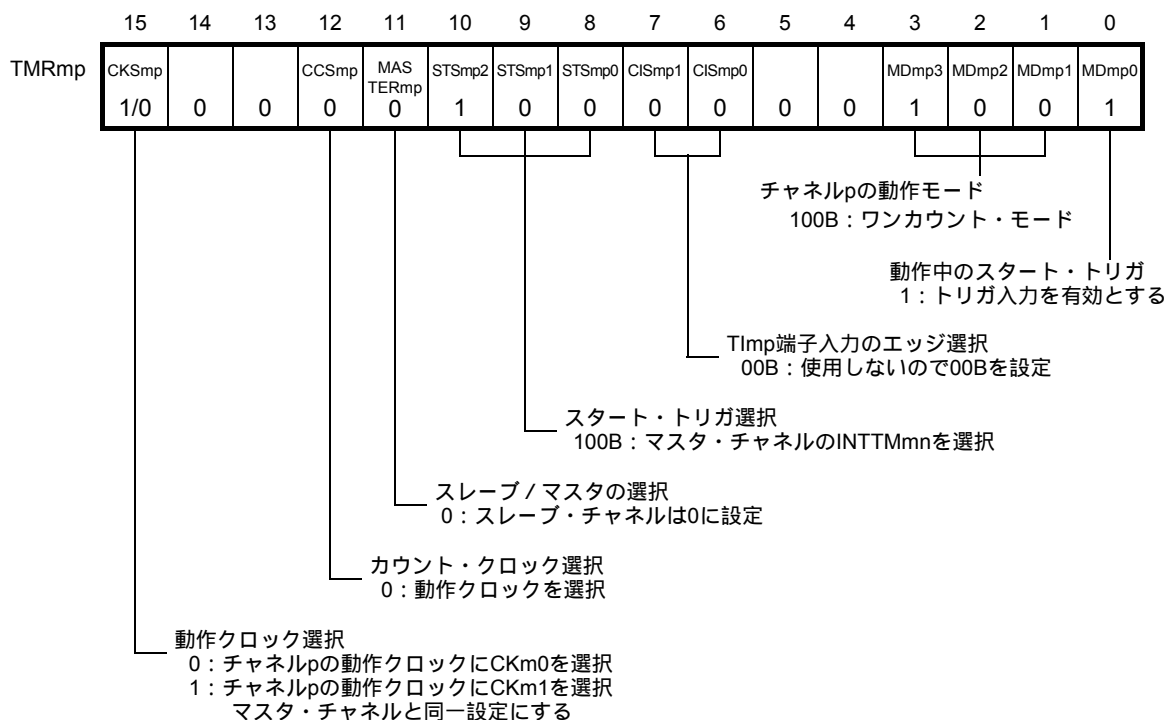 15 14 13 12 11 10 9 8 7 6 5 4 3 2 1 0
TMRmp CKSmp CCSmp MAS TERmp STSmp2 STSmp1 STSmp0 CISmp1 CISmp0 MDmp3 MDmp2 MDmp1 MDmp0
1/0 0 0 0 0 1 0 0 0 0 0 0 1 0 0 1
チャネルpの動作モード
100B：ワンカウント・モード
動作中のスタート・トリガ
1：トリガ入力を有効とする
TImp端子入力のエッジ選択
00B：使用しないので00Bを設定
スタート・トリガ選択
100B：マスタ・チャネルのINTTMmnを選択
スレーブ／マスタの選択
0：スレーブ・チャネルは0に設定
カウント・クロック選択
0：動作クロックを選択
動作クロック選択
0：チャネルpの動作クロックにCKm0を選択
1：チャネルpの動作クロックにCKm1を選択
マスタ・チャネルと同一設定にする